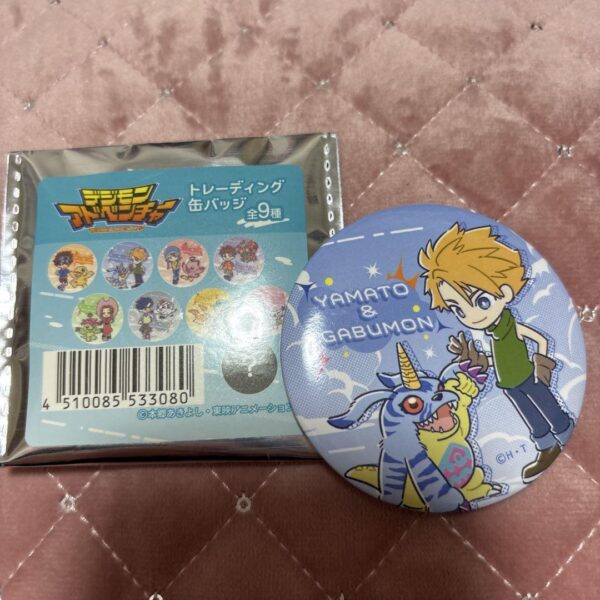 デジモン
アドベンチャー
トレーディング
缶バッジ 全9種
4 510085 533080
©本郷あきよし・東映アニメーション
YAMATO
&
GABUMON
©H・T